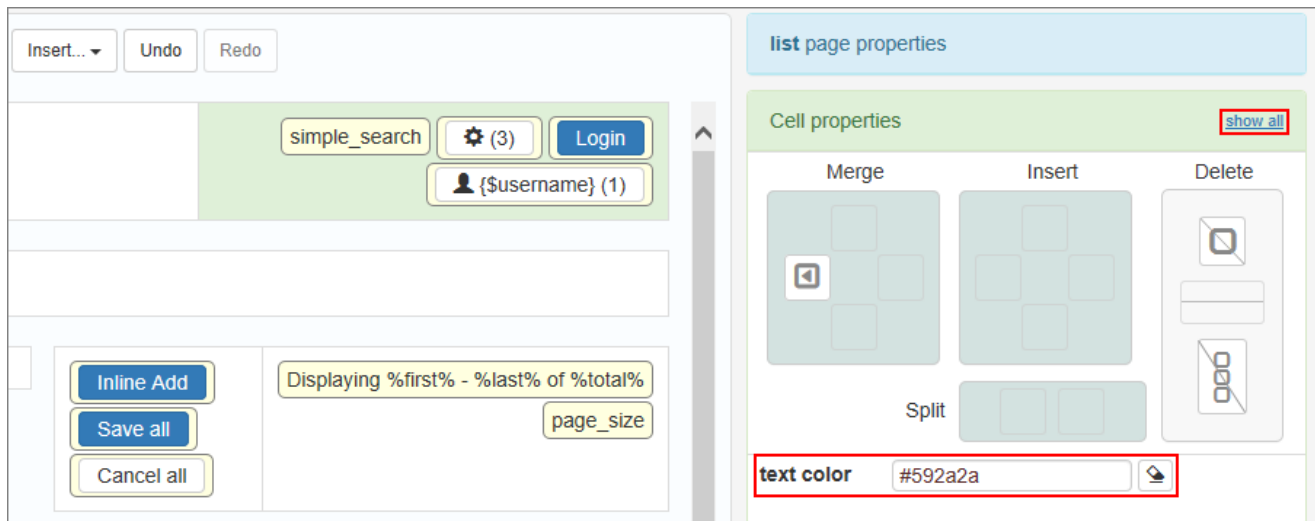 Insert... Undo Redo
list page properties
simple_search (3) Login
{$username} (1)
Cell properties show all
Merge Insert Delete
Split
Inline Add
Save all
Cancel all
Displaying %first% - %last% of %total%
page_size
text color #592a2a